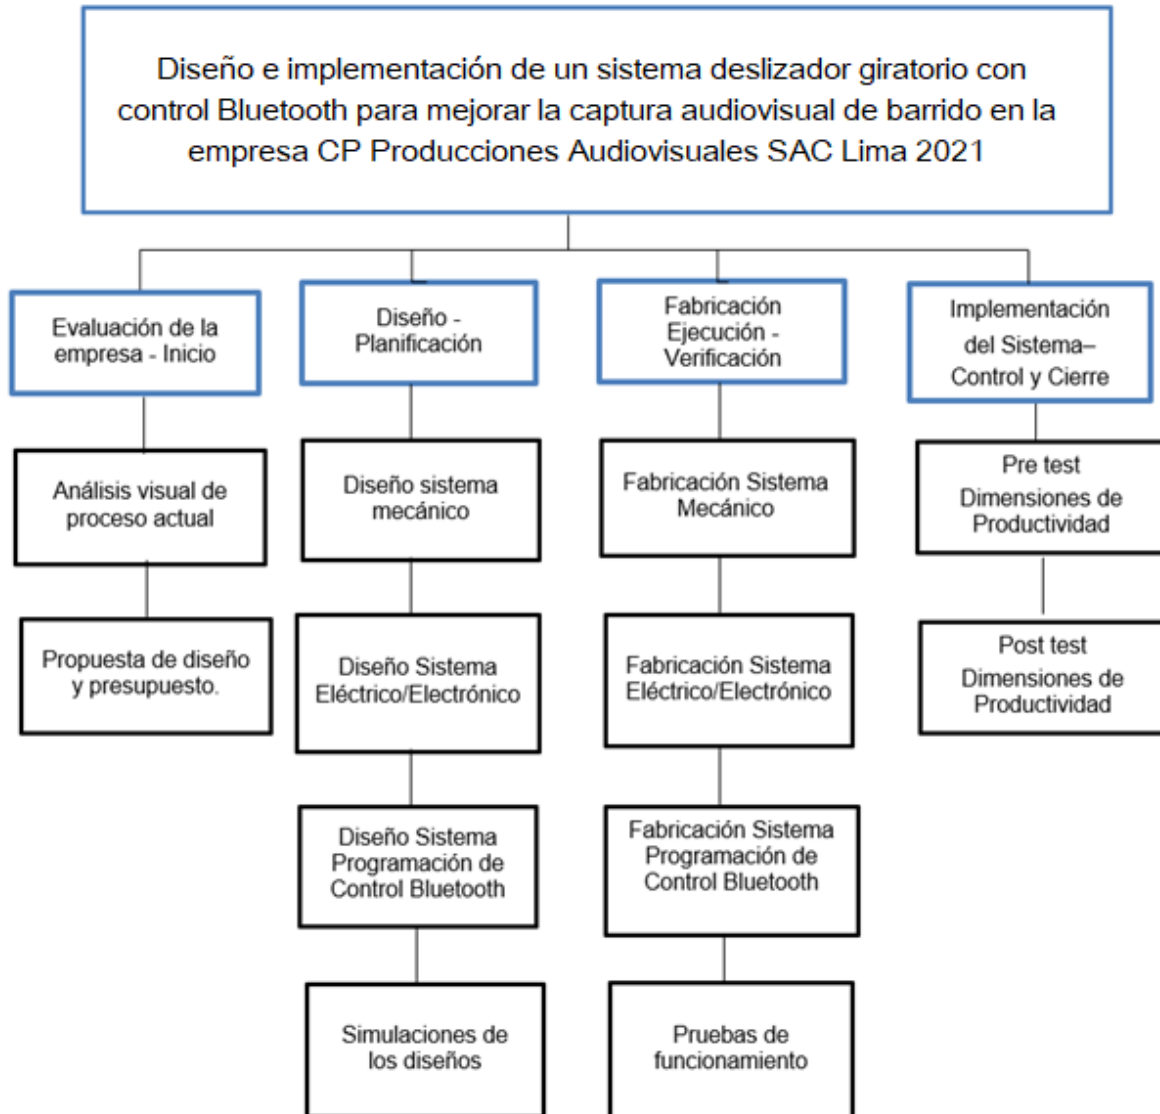 Diseño e implementación de un sistema deslizador giratorio con
control Bluetooth para mejorar la captura audiovisual de barrido en la
empresa CP Producciones Audiovisuales SAC Lima 2021
Evaluación de la
empresa - Inicio
Análisis visual de
proceso actual
Propuesta de diseño
y presupuesto.
Diseño -
Planificación
Diseño sistema
mecánico
Diseño Sistema
Eléctrico/Electrónico
Diseño Sistema
Programación de
Control Bluetooth
Simulaciones de
los diseños
Fabricación
Ejecución -
Verificación
Fabricación Sistema
Mecánico
Fabricación Sistema
Eléctrico/Electrónico
Fabricación Sistema
Programación de
Control Bluetooth
Pruebas de
funcionamiento
Implementación
del Sistema–
Control y Cierre
Pre test
Dimensiones de
Productividad
Post test
Dimensiones de
Productividad